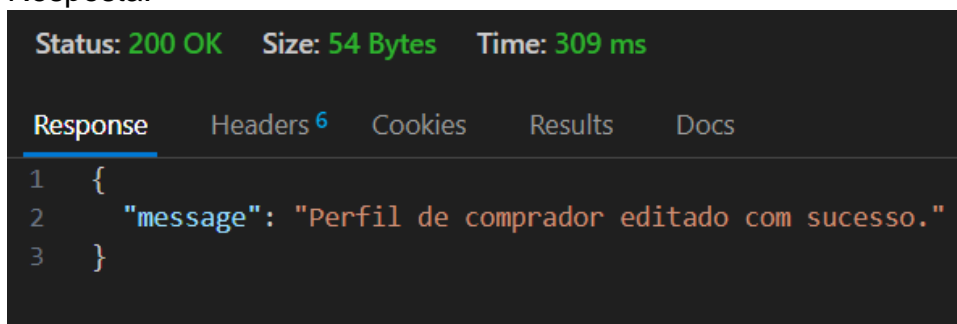 Resposta:
Status: 200 OK Size: 54 Bytes Time: 309 ms
Response Headers 6 Cookies Results Docs
1 {
2 "message": "Perfil de comprador editado com sucesso."
3 }